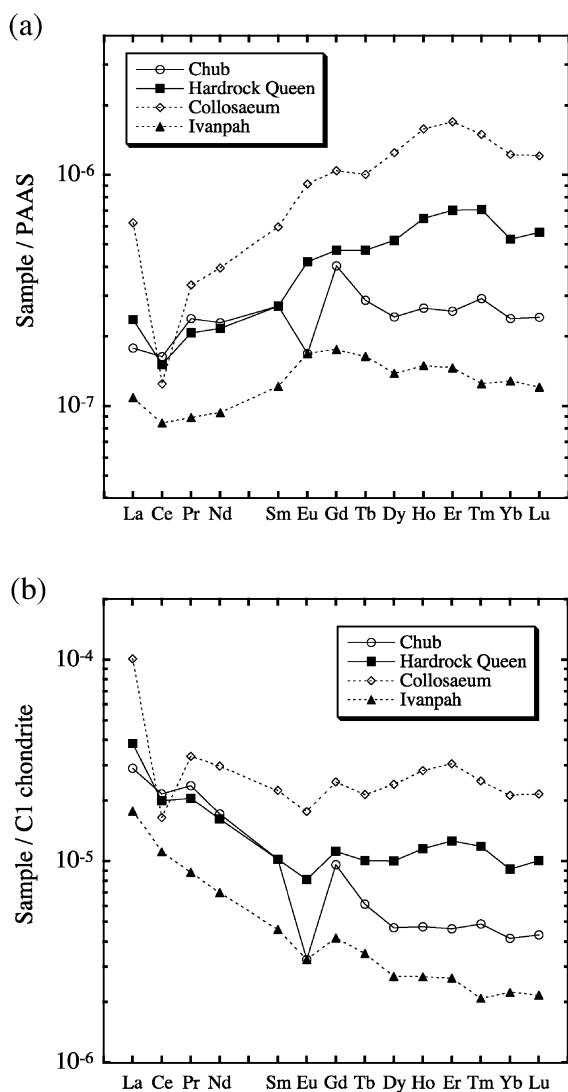 (a)
Chub
Hardrock Queen
Collosaeum
Ivanpah
10-6
10-7
Sample / PAAS
La Ce Pr Nd Sm Eu Gd Tb Dy Ho Er Tm Yb Lu
(b)
Chub
Hardrock Queen
Collosaeum
Ivanpah
10-4
10-5
10-6
Sample / C1 chondrite
La Ce Pr Nd Sm Eu Gd Tb Dy Ho Er Tm Yb Lu